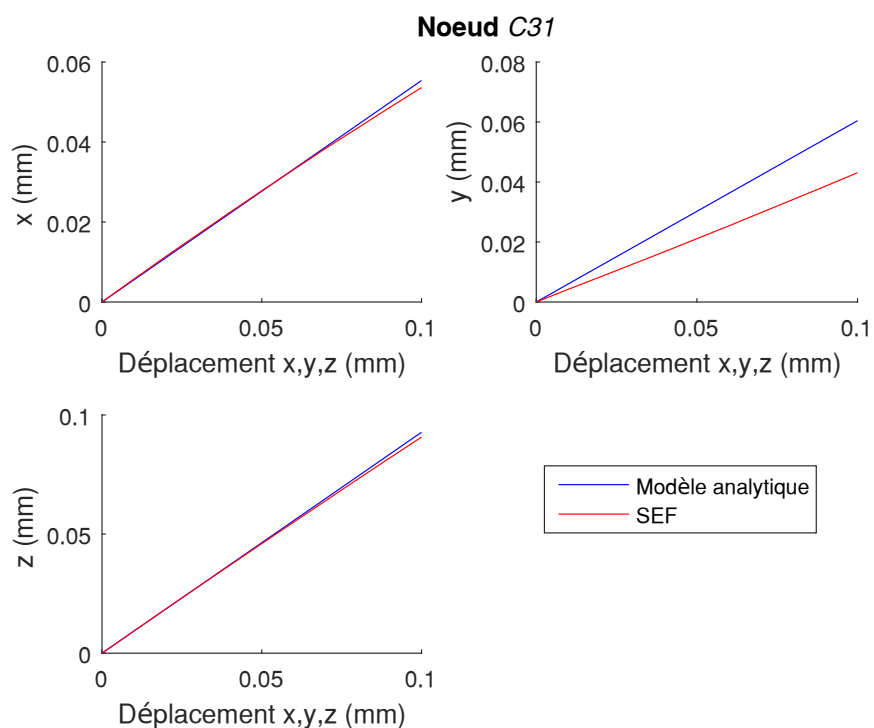 Noeud C31
0.06
0.04
0.02
0
x (mm)
0
0.05
0.1
Déplacement x,y,z (mm)
0.08
0.06
0.04
0.02
0
y (mm)
0
0.05
0.1
Déplacement x,y,z (mm)
0.1
0.05
0
z (mm)
0
0.05
0.1
Déplacement x,y,z (mm)
Modèle analytique
SEF